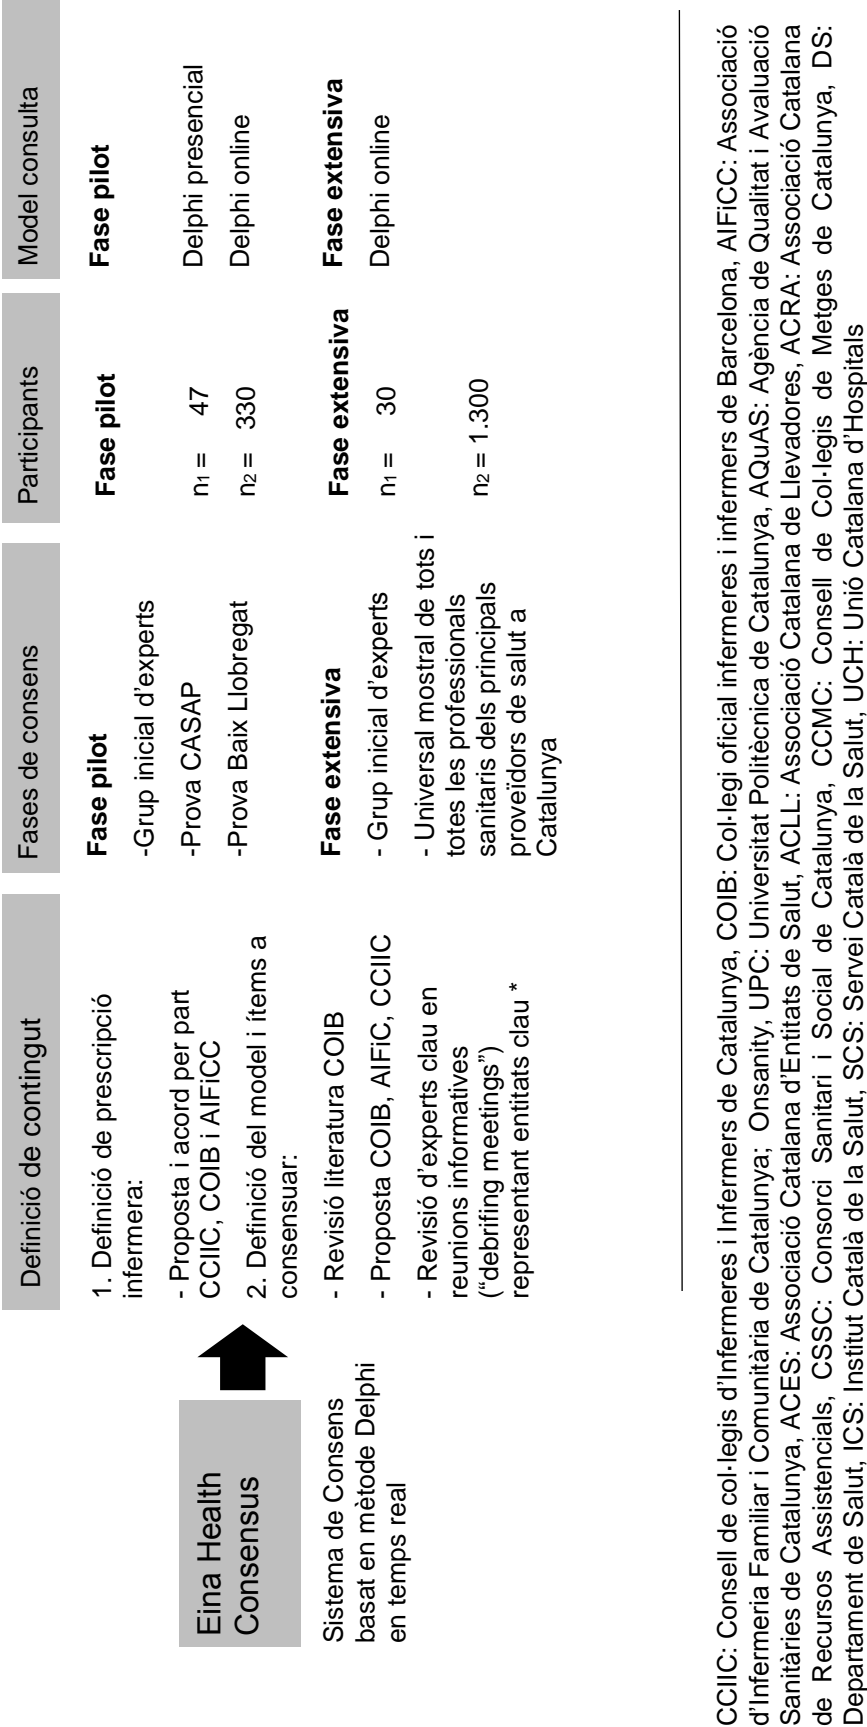 Eina Health
Consensus
Sistema de Consens
basat en mètode Delphi
en temps real
Definició de contingut
1. Definició de prescripció
infermera:
- Proposta i acord per part
CCIIC, COIB i AIFiCC
2. Definició del model i ítems a
consensuar:
- Revisió literatura COIB
- Proposta COIB, AIFiC, CCIIC
- Revisió d'experts clau en
reunions informatives
(“debrifing meetings”)
representant entitats clau *
Fases de consens
Fase pilot
-Grup inicial d'experts
-Prova CASAP
-Prova Baix Llobregat
Fase extensiva
- Grup inicial d'experts
- Universal mostral de tots i
totes les professionals
sanitaris dels principals
proveïdors de salut a
Catalunya
Participants
Fase pilot
n₁ = 47
n₂ = 330
Fase extensiva
n₁ = 30
n₂ = 1.300
Model consulta
Fase pilot
Delphi presencial
Delphi online
Fase extensiva
Delphi online
CCIIC: Consell de col·legis d'Infermeres i Infermers de Catalunya, COIB: Col·legi oficial infermeres i infermers de Barcelona, AIFiCC: Associació
d'Infermeria Familiar i Comunitària de Catalunya; Onsanity, UPC: Universitat Politècnica de Catalunya, AQuAS: Agència de Qualitat i Avaluació
Sanitàries de Catalunya, ACES: Associació Catalana d'Entitats de Salut, ACLL: Associació Catalana de Llevadores, ACRA: Associació Catalana
de Recursos Assistencials, CSSC: Consorci Sanitari i Social de Catalunya, CCMC: Consell de Col·legis de Metges de Catalunya, DS:
Departament de Salut, ICS: Institut Català de la Salut, SCS: Servei Català de la Salut, UCH: Unió Catalana d'Hospitals